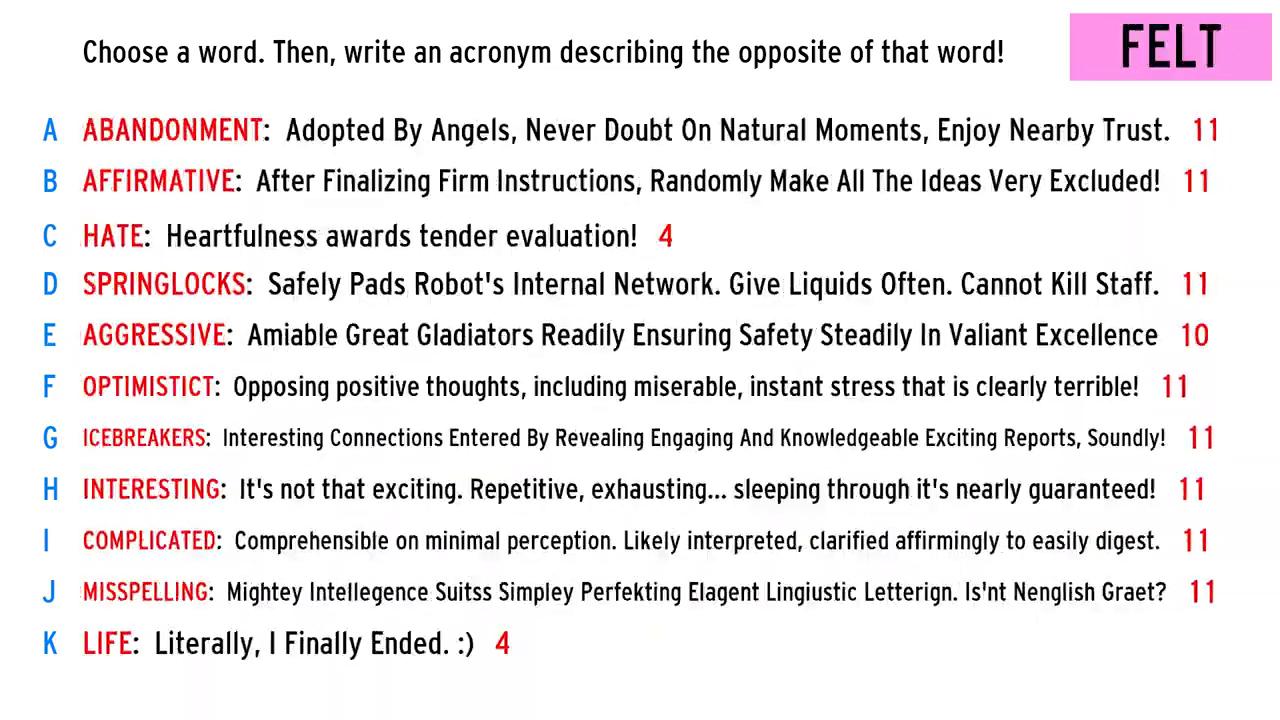 Choose a word. Then, write an acronym describing the opposite of that word!
FELT
A ABANDONMENT: Adopted By Angels, Never Doubt On Natural Moments, Enjoy Nearby Trust. 11
B AFFIRMATIVE: After Finalizing Firm Instructions, Randomly Make All The Ideas Very Excluded! 11
C HATE: Heartfulness awards tender evaluation! 4
D SPRINGLOCKS: Safely Pads Robot's Internal Network. Give Liquids Often. Cannot Kill Staff. 11
E AGGRESSIVE: Amiable Great Gladiators Readily Ensuring Safety Steadily In Valiant Excellence 10
F OPTIMISTICT: Opposing positive thoughts, including miserable, instant stress that is clearly terrible! 11
G ICEBREAKERS: Interesting Connections Entered By Revealing Engaging And Knowledgeable Exciting Reports, Soundly! 11
H INTERESTING: It's not that exciting. Repetitive, exhausting... sleeping through it's nearly guaranteed! 11
I COMPLICATED: Comprehensible on minimal perception. Likely interpreted, clarified affirmingly to easily digest. 11
J MISSPELLING: Mightey Intellegence Suitss Simpley Perfekting Elagent Lingiustic Letterign. Is'nt Nenglish Graet? 11
K LIFE: Literally, I Finally Ended. :) 4